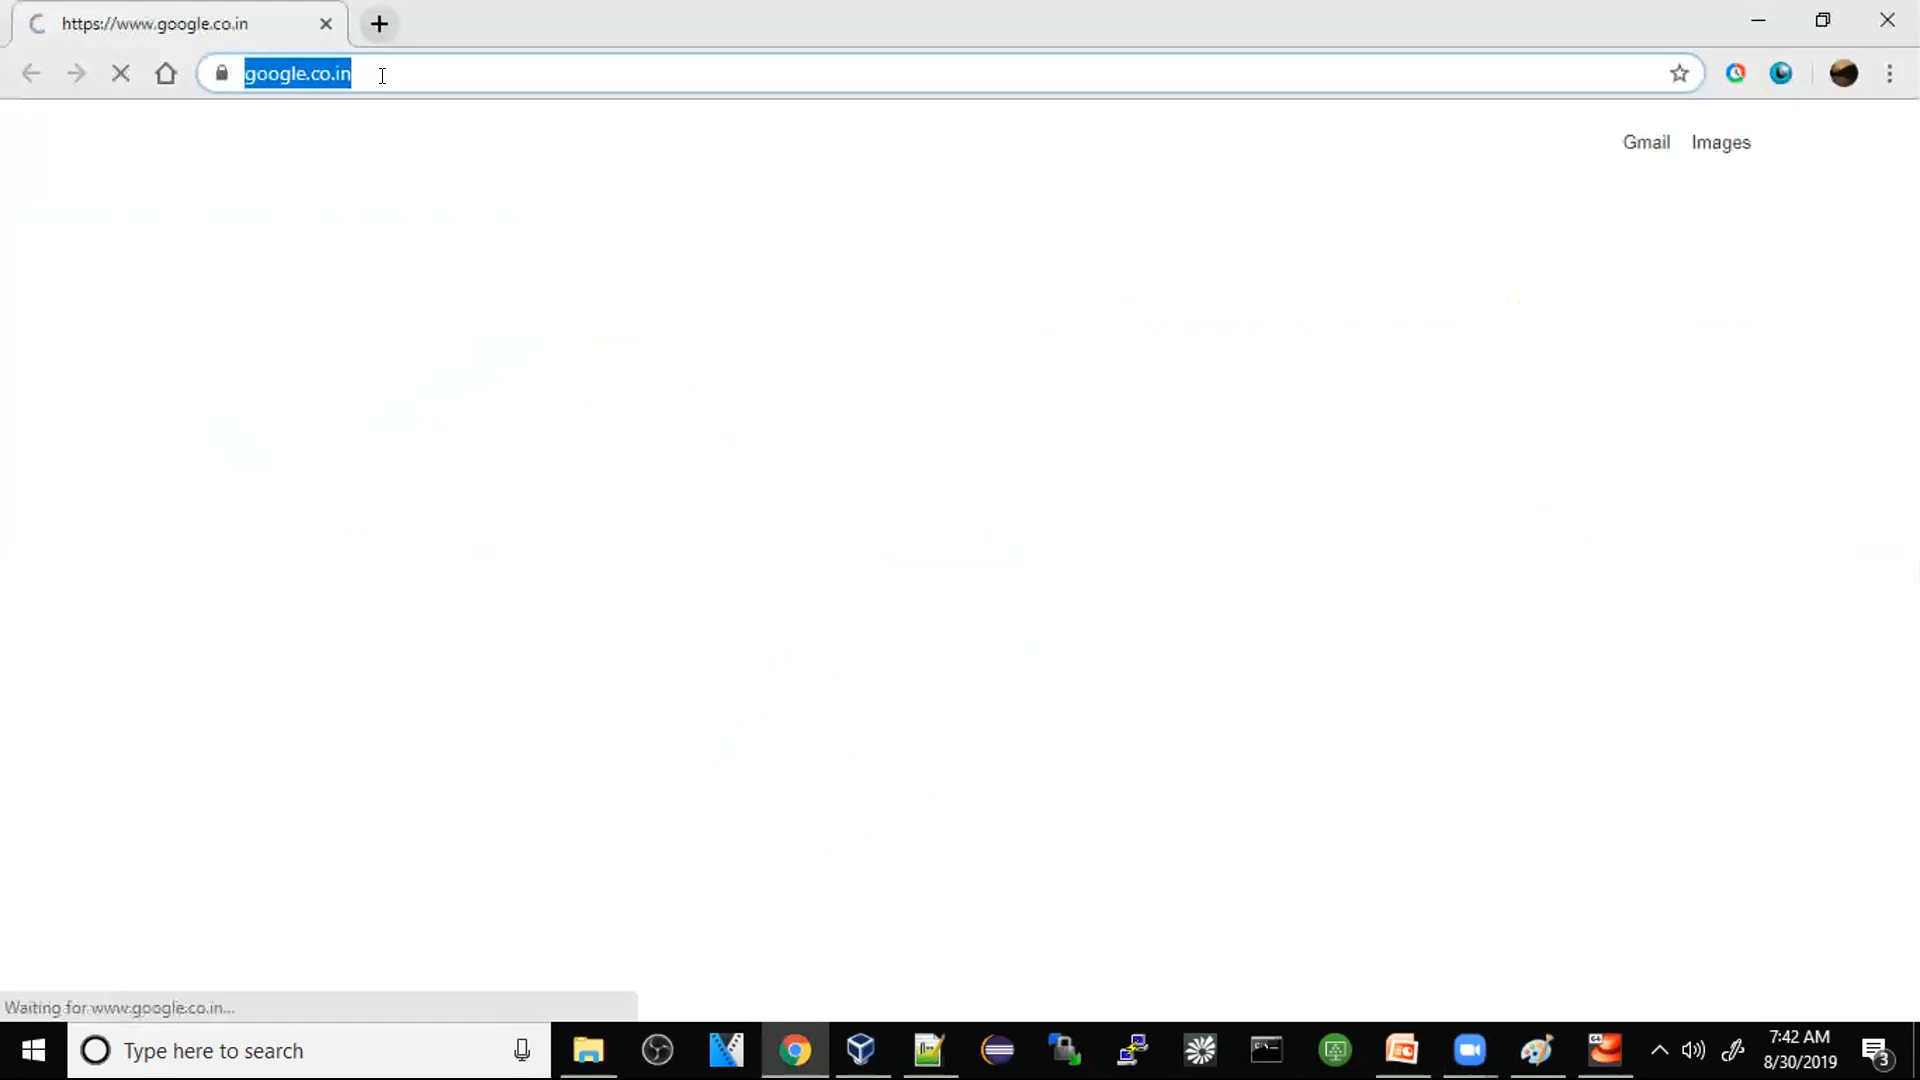 https://www.google.co.in
google.co.in
Gmail Images
Waiting for www.google.co.in...
Type here to search
7:42 AM
8/30/2019
3